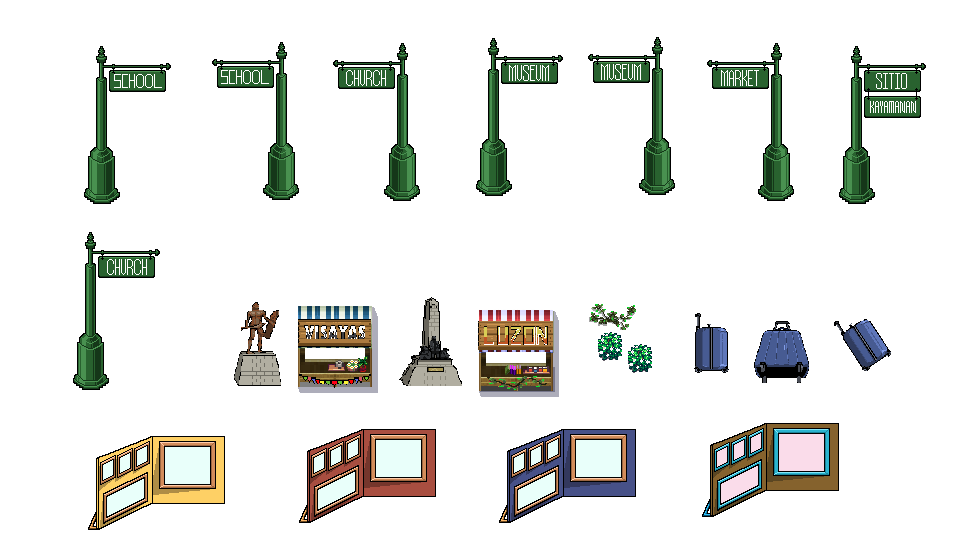 SCHOOL
SCHOOL
CHURCH
MUSEUM
MUSEUM
MARKET
SITIO
KAYAMANAN
CHURCH
VISAYAS
LUZON